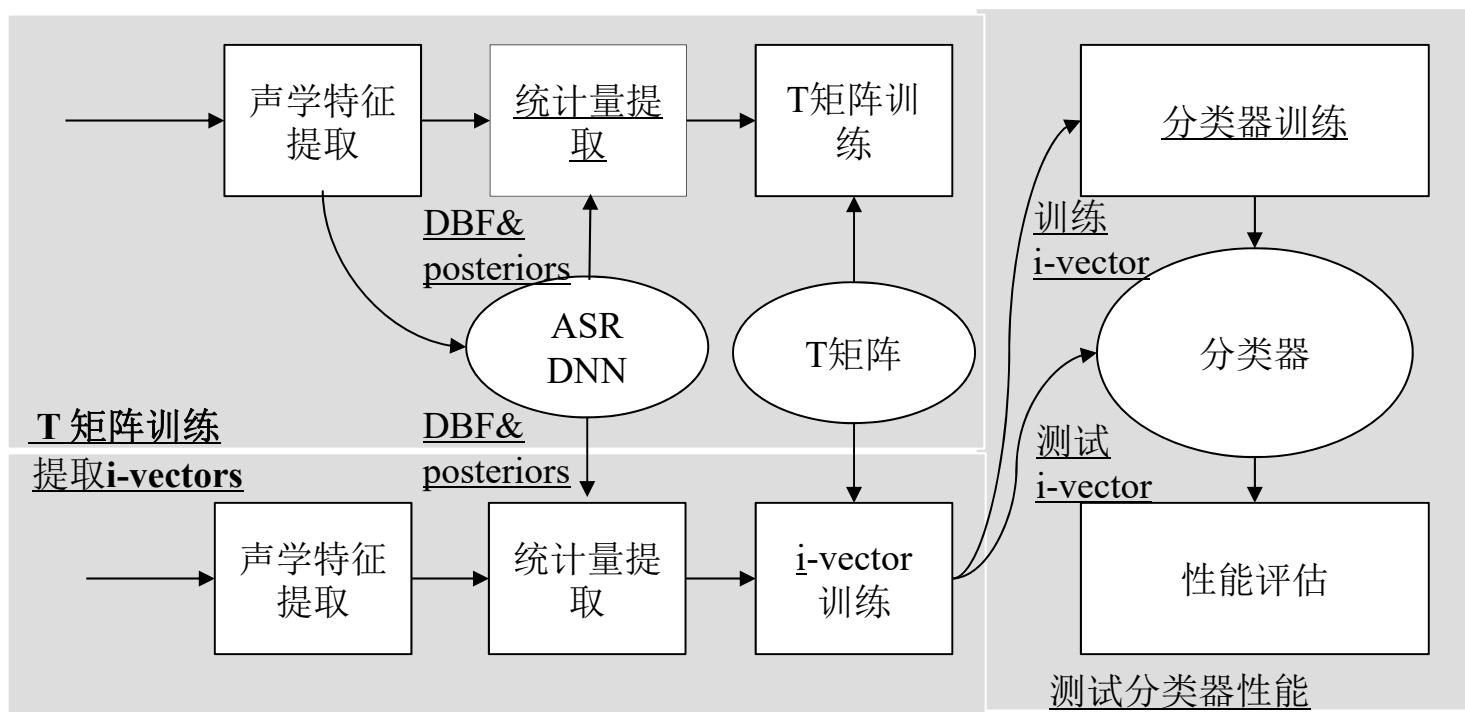 声学特征
提取
统计量提
取
T矩阵训
练
分类器训练
DBF&
posteriors
训练
i-vector
ASR
DNN
T矩阵
分类器
T 矩阵训练
提取i-vectors
DBF&
posteriors
测试
i-vector
声学特征
提取
统计量提
取
i-vector
训练
性能评估
测试分类器性能